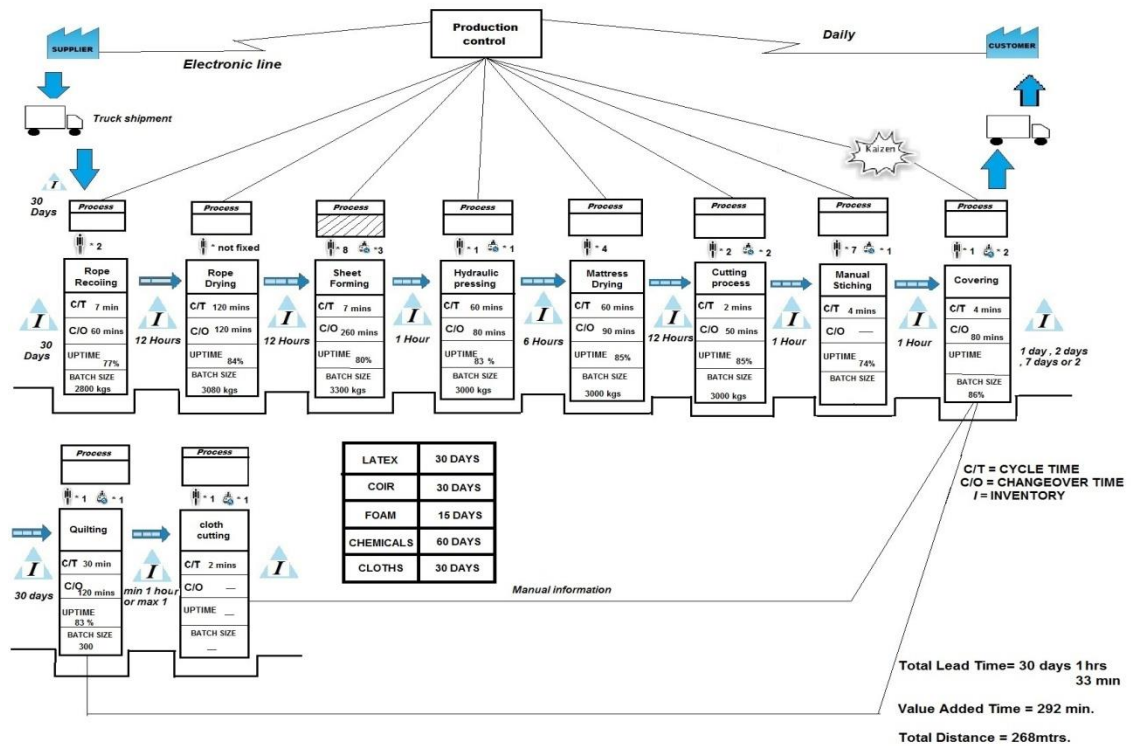 Production
control
SUPPLIER
Electronic line
Daily
CUSTOMER
Truck shipment
Kaizen
I
30
Days
Process
* 2
Rope
Recoiing
C/T 7 min
C/O 60 mins
UPTIME
77%
BATCH SIZE
2800 kgs
I
30
Days
Process
* not fixed
Rope
Drying
C/T 120 mins
C/O 120 mins
UPTIME
84%
BATCH SIZE
3080 kgs
I
12 Hours
Process
* 8 *3
Sheet
Forming
C/T 7 mins
C/O 260 mins
UPTIME
80%
BATCH SIZE
3300 kgs
I
12 Hours
Process
* 1 * 1
Hydraulic
pressing
C/T 60 mins
C/O 80 mins
UPTIME
83 %
BATCH SIZE
3000 kgs
I
1 Hour
Process
* 4
Mattress
Drying
C/T 60 mins
C/O 90 mins
UPTIME
85%
BATCH SIZE
3000 kgs
I
6 Hours
Process
* 2 * 2
Cutting
process
C/T 2 mins
C/O 50 mins
UPTIME
85%
BATCH SIZE
3000 kgs
I
12 Hours
Process
* 7 * 1
Manual
Stiching
C/T 4 mins
C/O —
UPTIME
74%
BATCH SIZE
I
1 Hour
Process
* 1 * 2
Covering
C/T 4 mins
C/O
80 mins
UPTIME
BATCH SIZE
86%
I
1 Hour
I
1 day , 2 days
, 7 days or 2
Process
* 1 * 1
Quilting
C/T 30 min
C/O
120 mins
UPTIME
83 %
BATCH SIZE
300
I
30 days
Process
* 1 * 1
cloth
cutting
C/T 2 mins
C/O —
UPTIME —
BATCH SIZE
—
I
min 1 hour
or max 1
I
LATEX 30 DAYS
COIR 30 DAYS
FOAM 15 DAYS
CHEMICALS 60 DAYS
CLOTHS 30 DAYS
Manual information
C/T = CYCLE TIME
C/O = CHANGEOVER TIME
I = INVENTORY
Total Lead Time= 30 days 1 hrs
33 min
Value Added Time = 292 min.
Total Distance = 268mtrs.